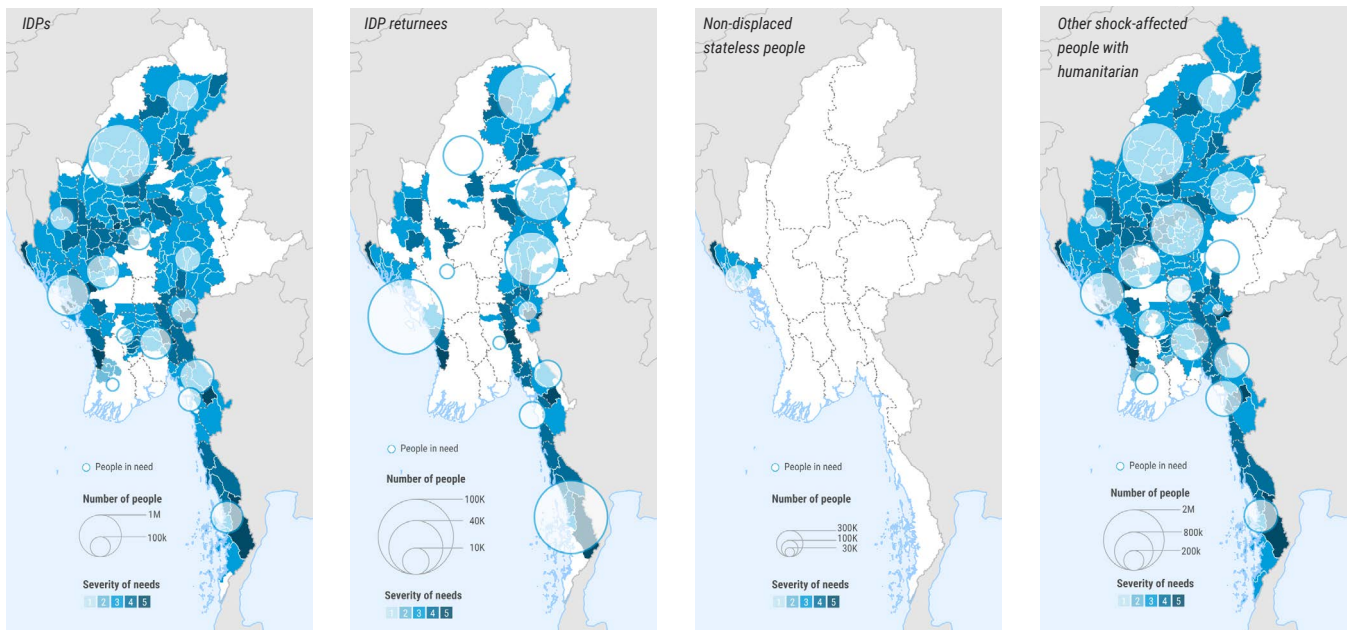 IDPs
People in need
Number of people
1M
100k
Severity of needs
1 2 3 4 5
IDP returnees
People in need
Number of people
100K
40K
10K
Severity of needs
1 2 3 4 5
Non-displaced
stateless people
People in need
Number of people
300K
100K
30K
Severity of needs
1 2 3 4 5
Other shock-affected
people with
humanitarian
People in need
Number of people
2M
800k
200k
Severity of needs
1 2 3 4 5